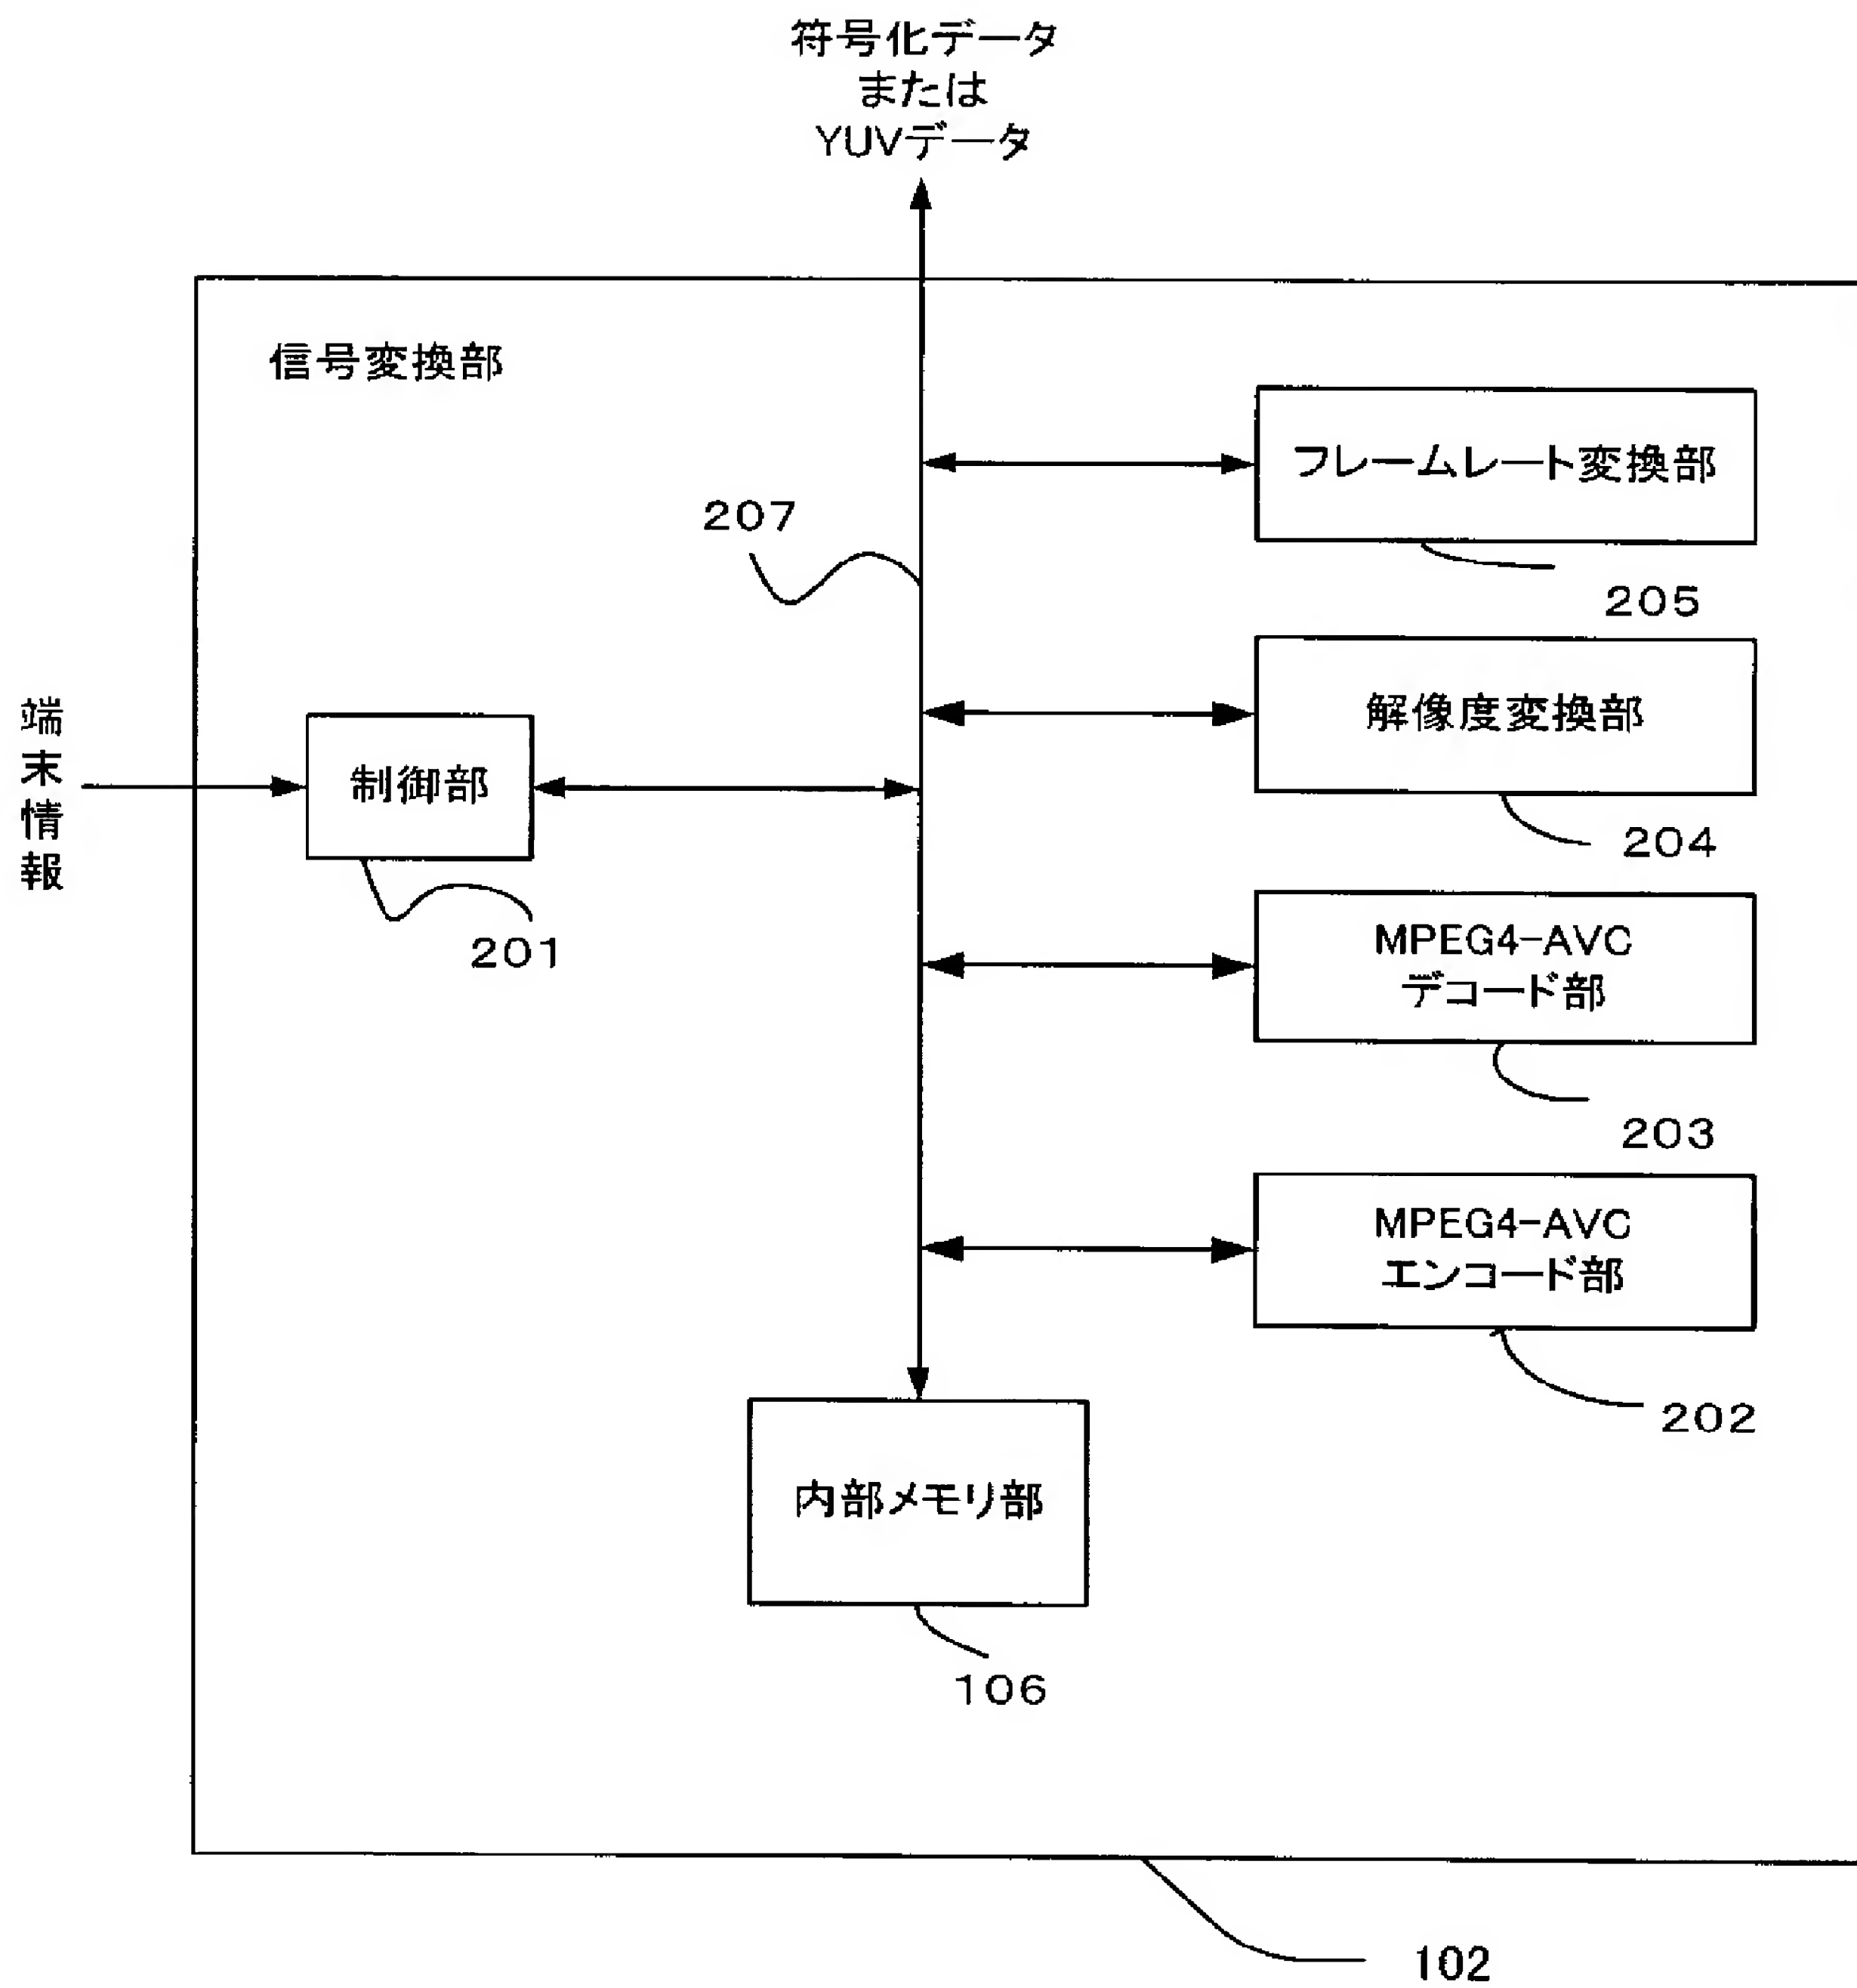 符号化データ
または
YUVデータ
信号変換部
フレームレート変換部
207
205
解像度変換部
端末情報
制御部
204
201
MPEG4-AVC
デコード部
203
MPEG4-AVC
エンコード部
202
内部メモリ部
106
102